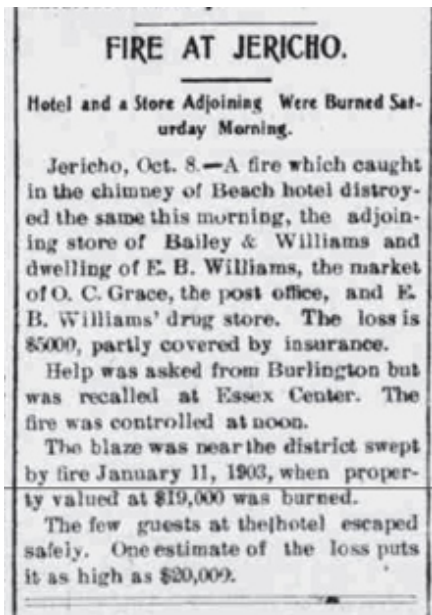 FIRE AT JERICHO.
Hotel and a Store Adjoining Were Burned Sat-
urday Morning.
Jericho, Oct. 8.—A fire which caught
in the chimney of Beach hotel distroy-
ed the same this morning, the adjoin-
ing store of Bailey & Williams and
dwelling of E. B. Williams, the market
of O. C. Grace, the post office, and E.
B. Williams' drug store. The loss is
$5000, partly covered by insurance.
Help was asked from Burlington but
was recalled at Essex Center. The
fire was controlled at noon.
The blaze was near the district swept
by fire January 11, 1903, when proper-
ty valued at $19,000 was burned.
The few guests at the hotel escaped
safely. One estimate of the loss puts
it as high as $20,000.